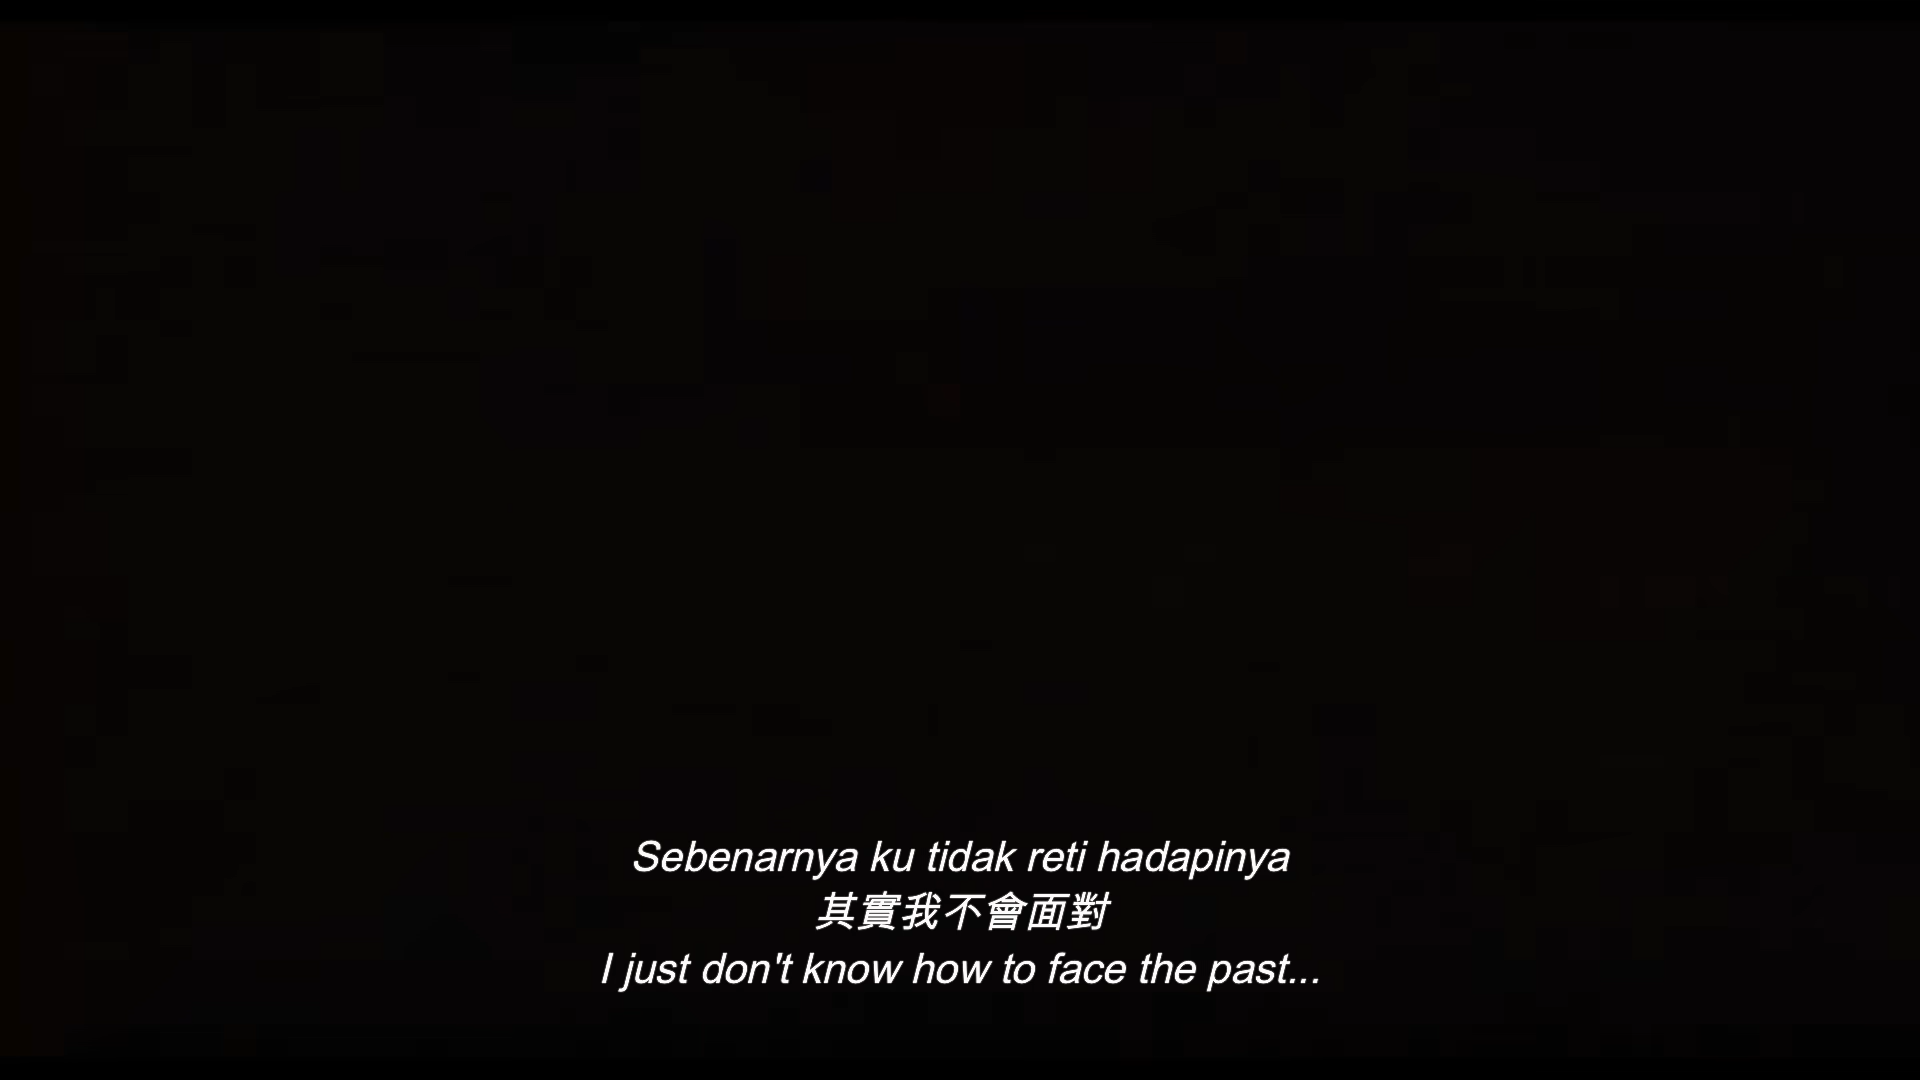 Sebenarnya ku tidak reti hadapinya
其實我不會面對
I just don't know how to face the past...